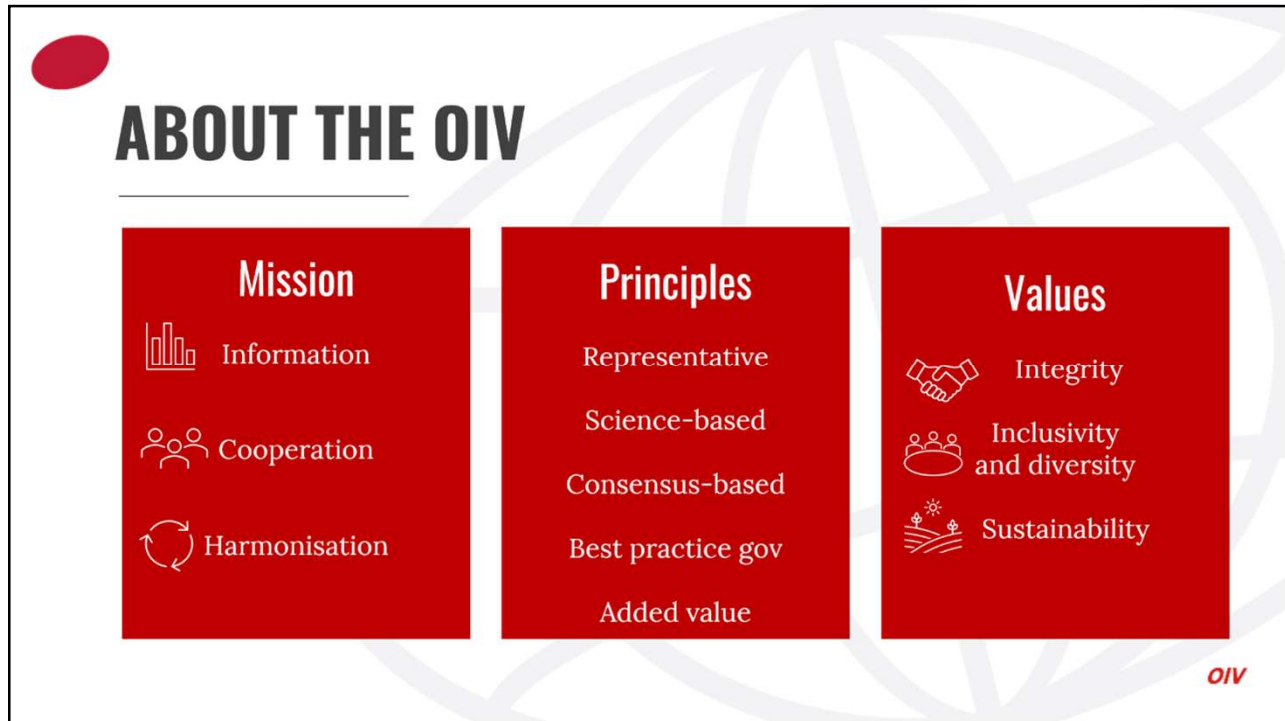 ABOUT THE OIV
Mission
Information
Cooperation
Harmonisation
Principles
Representative
Science-based
Consensus-based
Best practice gov
Added value
Values
Integrity
Inclusivity
and diversity
Sustainability
OIV